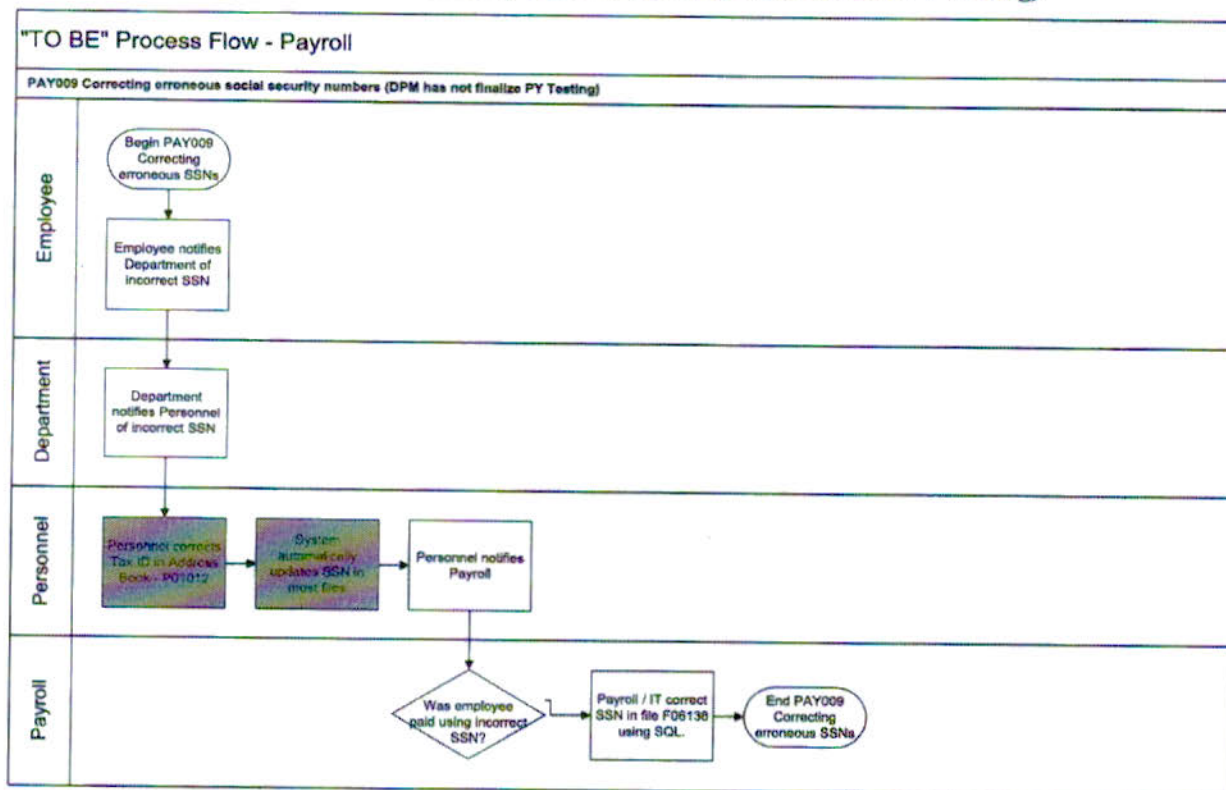 "TO BE" Process Flow - Payroll
PAY009 Correcting erroneous social security numbers (DPM has not finalize PY Testing)
Employee
Begin PAY009
Correcting
erroneous SSNs
Employee notifies
Department of
incorrect SSN
Department
Department
notifies Personnel
of incorrect SSN
Personnel
Personnel corrects
Tax ID in Address
Book - P01012
System
automatically
updates SSN in
most files
Personnel notifies
Payroll
Payroll
Was employee
paid using incorrect
SSN?
Payroll / IT correct
SSN in file F06136
using SQL.
End PAY009
Correcting
erroneous SSNs